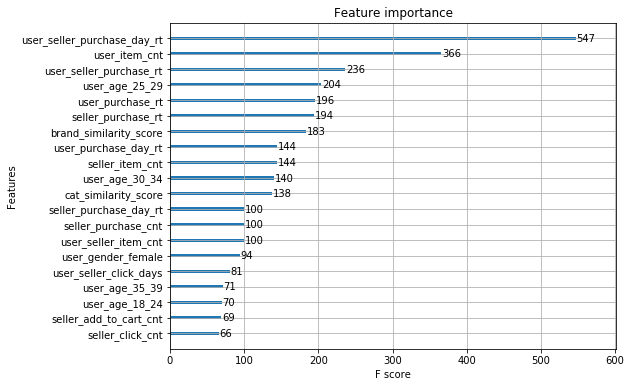 Feature importance
user_seller_purchase_day_rt 547
user_item_cnt 366
user_seller_purchase_rt 236
user_age_25_29 204
user_purchase_rt 196
seller_purchase_rt 194
brand_similarity_score 183
user_purchase_day_rt 144
seller_item_cnt 144
user_age_30_34 140
cat_similarity_score 138
seller_purchase_day_rt 100
seller_purchase_cnt 100
user_seller_item_cnt 100
user_gender_female 94
user_seller_click_days 81
user_age_35_39 71
user_age_18_24 70
seller_add_to_cart_cnt 69
seller_click_cnt 66
Features
0 100 200 300 400 500 600
F score